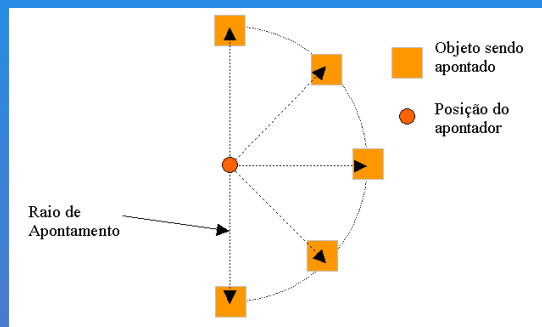 Objeto sendo
apontado
Posição do
apontador
Raio de
Apontamento